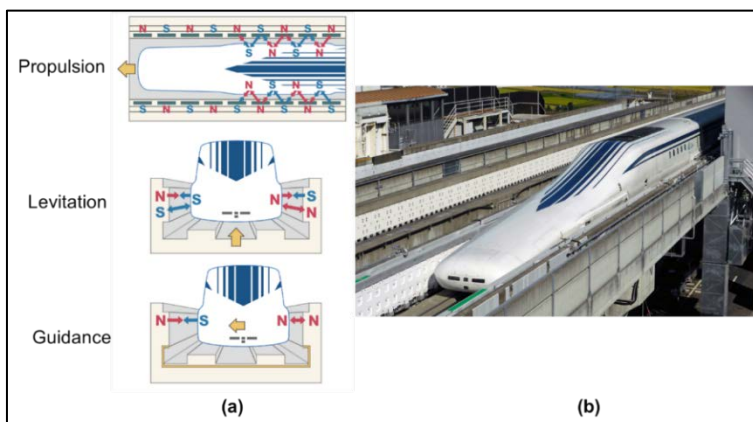 Propulsion
N S N S N S N
S N S N
N S N S
S N S N S N S
Levitation
N S N S
S N
Guidance
N S N N
(a) (b)